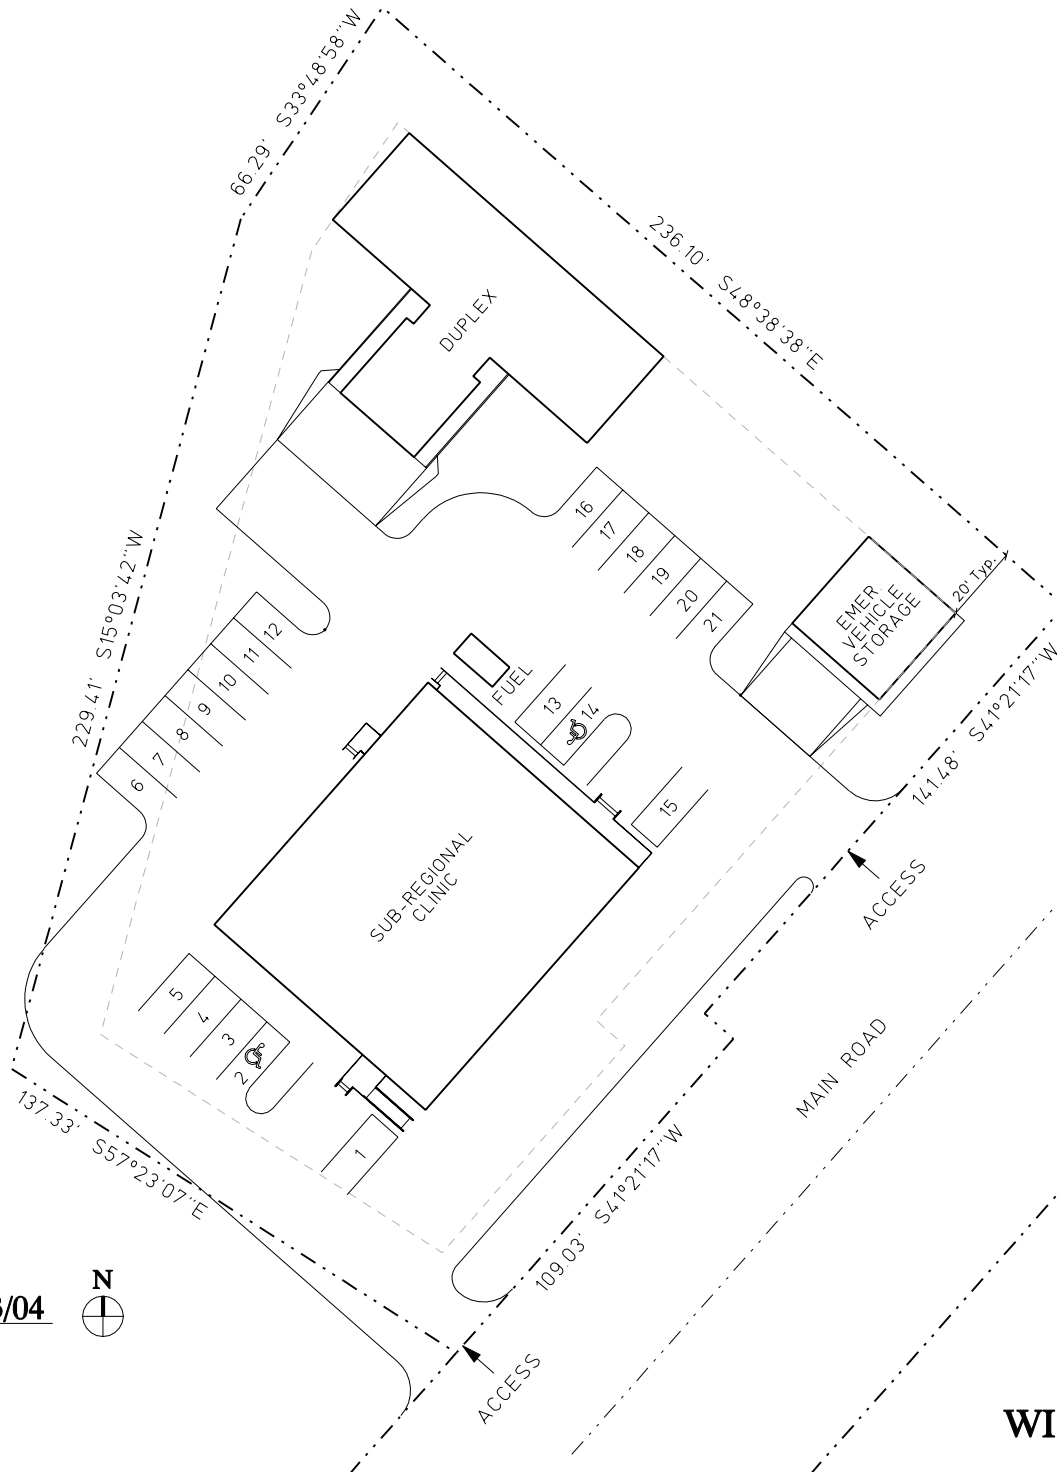 66.29' S33°48'58"W
236.10' S48°38'38"E
DUPLEX
229.41' S15°03'42"W
16
17
18
19
20
21
EMER
VEHICLE
STORAGE
20' Typ.
141.48' S41°21'17"W
12
11
10
9
8
7
6
FUEL
13
14
15
SUB-REGIONAL
CLINIC
ACCESS
5
4
3
2
1
MAIN ROAD
137.33' S57°23'07"E
109.03' S41°21'17"W
ACCESS
N
/04
WI